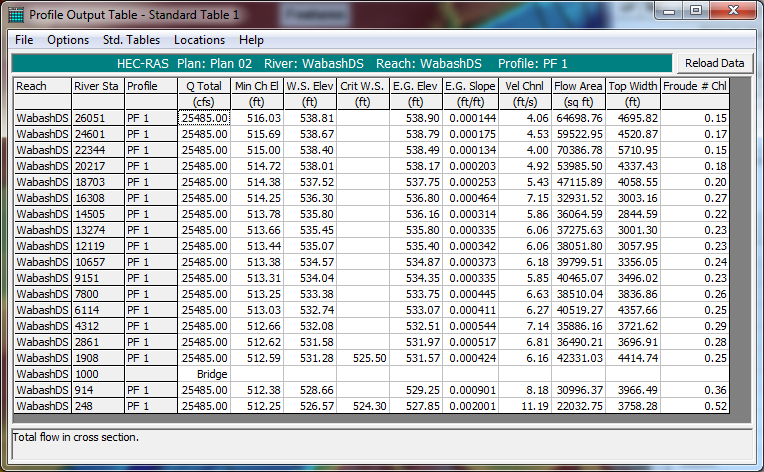 Profile Output Table - Standard Table 1
File Options Std. Tables Locations Help
HEC-RAS Plan: Plan 02 River: WabashDS Reach: WabashDS Profile: PF 1 Reload Data
Reach River Sta Profile Q Total Min Ch El W.S. Elev Crit W.S. E.G. Elev E.G. Slope Vel Chnl Flow Area Top Width Froude # Chl
(cfs) (ft) (ft) (ft) (ft) (ft/ft) (ft/s) (sq ft) (ft)
WabashDS 26051 PF 1 25485.00 516.03 538.81 538.90 0.000144 4.06 64698.76 4695.82 0.15
WabashDS 24601 PF 1 25485.00 515.69 538.67 538.79 0.000175 4.53 59522.95 4520.87 0.17
WabashDS 22344 PF 1 25485.00 515.00 538.40 538.49 0.000134 4.00 70386.78 5710.95 0.15
WabashDS 20217 PF 1 25485.00 514.72 538.01 538.17 0.000203 4.92 53985.50 4337.43 0.18
WabashDS 18703 PF 1 25485.00 514.38 537.52 537.75 0.000253 5.43 47115.89 4058.55 0.20
WabashDS 16308 PF 1 25485.00 514.25 536.30 536.80 0.000464 7.15 32931.52 3003.16 0.27
WabashDS 14505 PF 1 25485.00 513.78 535.80 536.16 0.000314 5.86 36064.59 2844.59 0.22
WabashDS 13274 PF 1 25485.00 513.66 535.45 535.80 0.000335 6.06 37275.63 3001.30 0.23
WabashDS 12119 PF 1 25485.00 513.44 535.07 535.40 0.000342 6.06 38051.80 3057.95 0.23
WabashDS 10657 PF 1 25485.00 513.38 534.54 534.87 0.000373 6.18 39799.51 3356.05 0.24
WabashDS 9151 PF 1 25485.00 513.31 534.04 534.35 0.000335 5.85 40465.07 3496.02 0.23
WabashDS 7800 PF 1 25485.00 513.25 533.38 533.75 0.000445 6.63 38510.04 3836.86 0.26
WabashDS 6114 PF 1 25485.00 513.03 532.74 533.07 0.000411 6.27 40519.27 4357.66 0.25
WabashDS 4312 PF 1 25485.00 512.66 532.08 532.51 0.000544 7.14 35886.16 3721.62 0.29
WabashDS 2861 PF 1 25485.00 512.62 531.58 531.97 0.000517 6.81 36490.21 3696.91 0.28
WabashDS 1908 PF 1 25485.00 512.59 531.28 525.50 531.57 0.000424 6.16 42331.03 4414.74 0.25
WabashDS 1000 Bridge
WabashDS 914 PF 1 25485.00 512.38 528.66 529.25 0.000901 8.18 30996.37 3966.49 0.36
WabashDS 248 PF 1 25485.00 512.25 526.57 524.30 527.85 0.002001 11.19 22032.75 3758.28 0.52
Total flow in cross section.